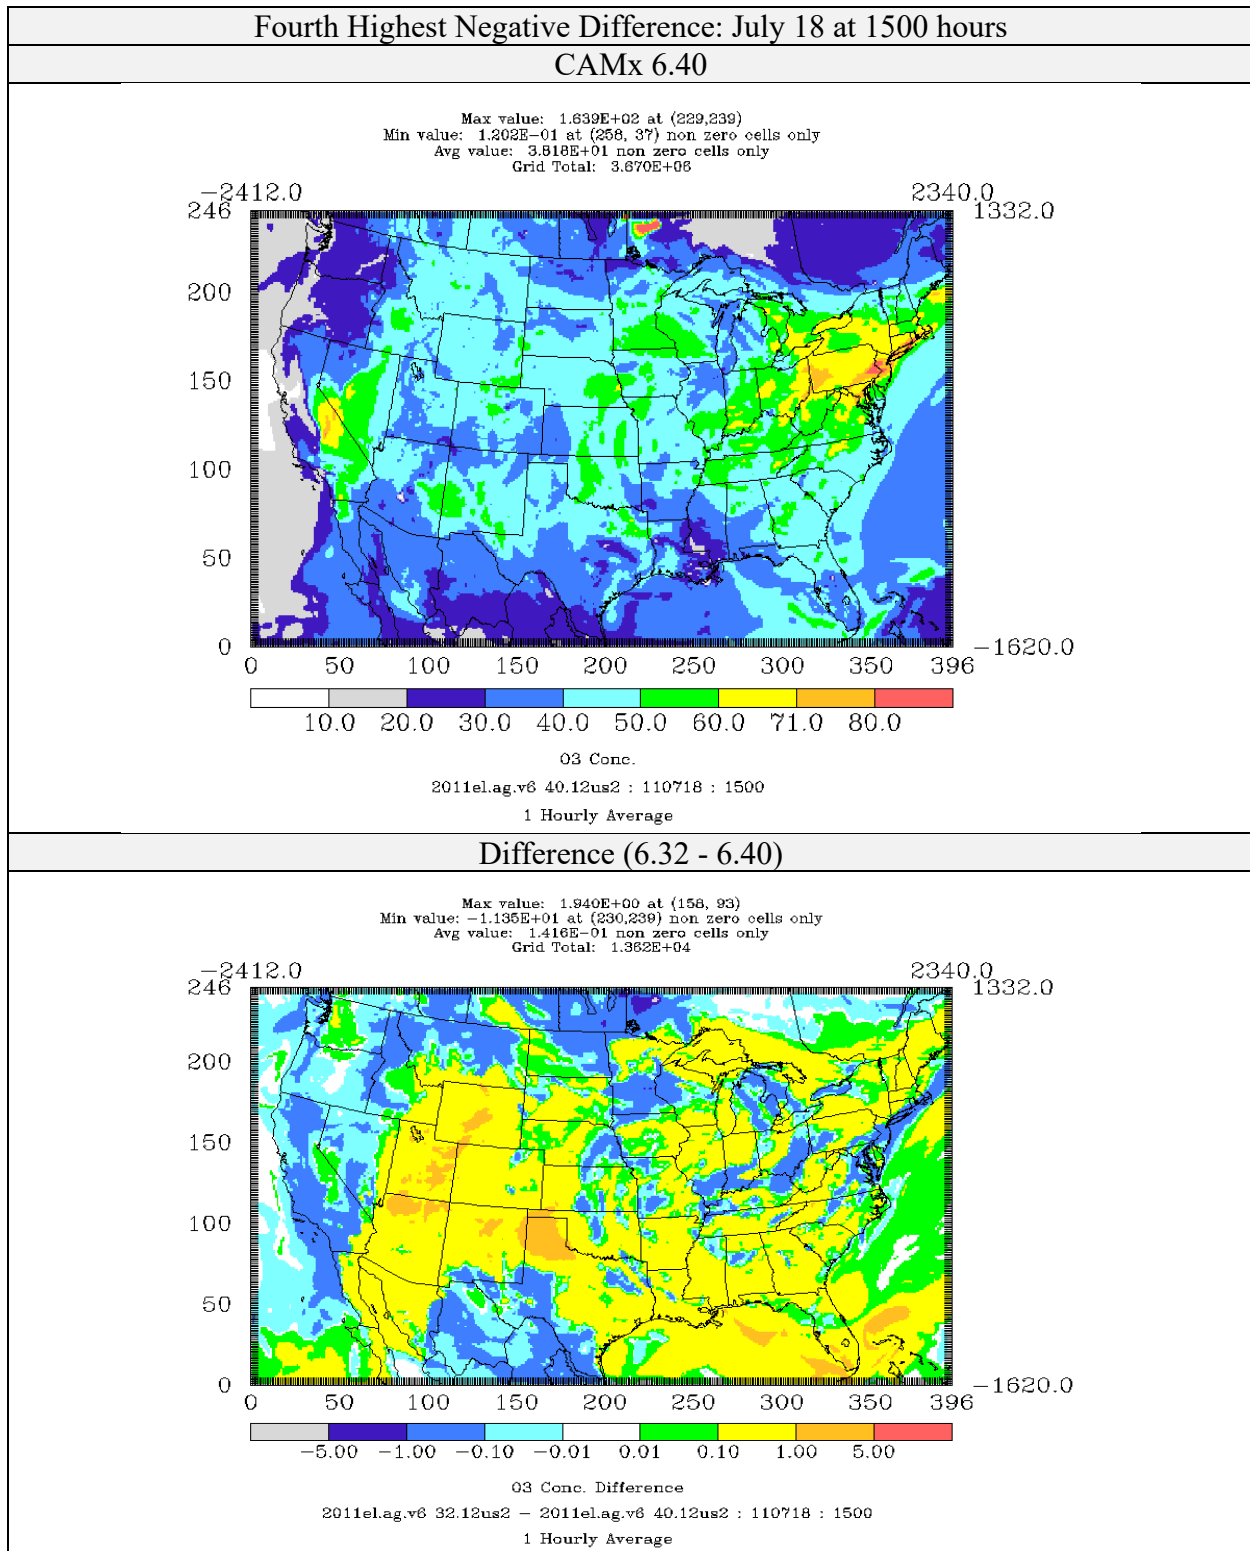 Fourth Highest Negative Difference: July 18 at 1500 hours
CAMx 6.40
Max value: 1.639E+02 at (229,239)
Min value: 1.202E-01 at (258, 37) non zero cells only
Avg value: 3.818E+01 non zero cells only
Grid Total: 3.670E+06
-2412.0 2340.0
246 1332.0
200
150
100
50
0 -1620.0
0 50 100 150 200 250 300 350 396
10.0 20.0 30.0 40.0 50.0 60.0 71.0 80.0
O3 Conc.
2011el.ag.v6 40.12us2 : 110718 : 1500
1 Hourly Average
Difference (6.32 - 6.40)
Max value: 1.940E+00 at (158, 93)
Min value: -1.135E+01 at (230,239) non zero cells only
Avg value: 1.416E-01 non zero cells only
Grid Total: 1.362E+04
-2412.0 2340.0
246 1332.0
200
150
100
50
0 -1620.0
0 50 100 150 200 250 300 350 396
-5.00 -1.00 -0.10 -0.01 0.01 0.10 1.00 5.00
O3 Conc. Difference
2011el.ag.v6 32.12us2 - 2011el.ag.v6 40.12us2 : 110718 : 1500
1 Hourly Average